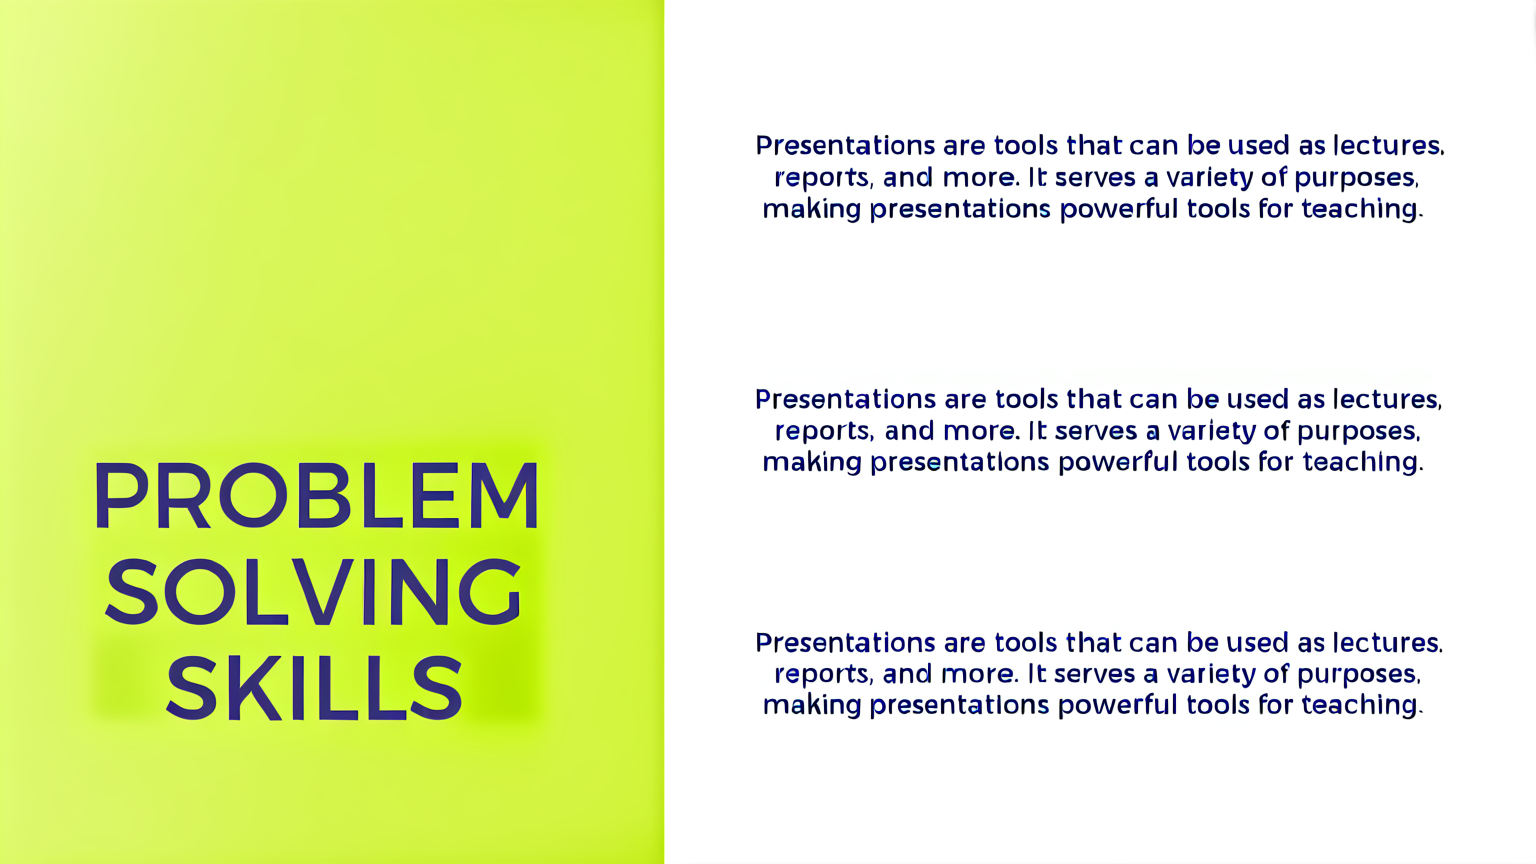 PROBLEM
SOLVING
SKILLS
Presentations are tools that can be used as lectures,
reports, and more. It serves a variety of purposes,
making presentations powerful tools for teaching.
Presentations are tools that can be used as lectures,
reports, and more. It serves a variety of purposes,
making presentations powerful tools for teaching.
Presentations are tools that can be used as lectures,
reports, and more. It serves a variety of purposes,
making presentations powerful tools for teaching.